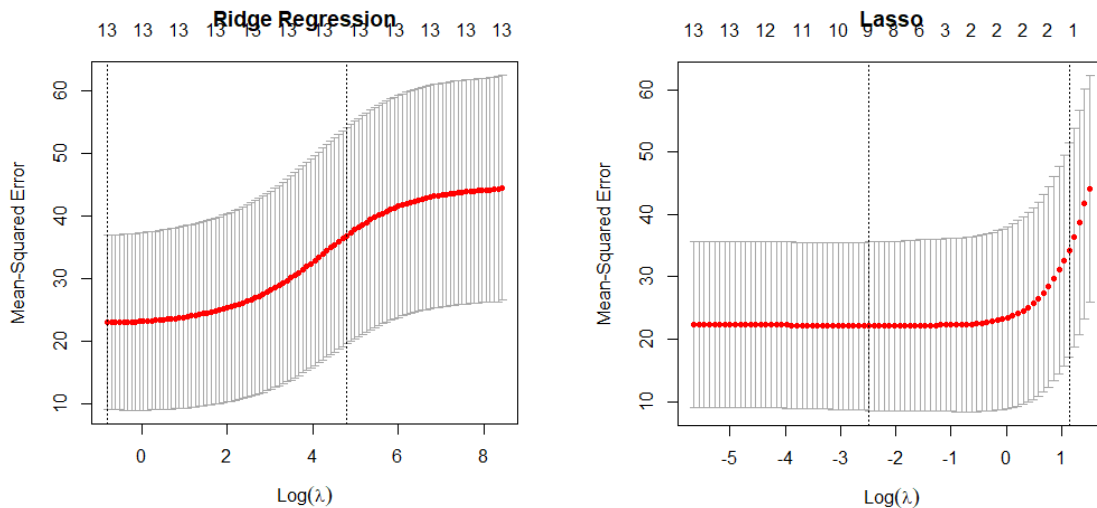 Ridge Regression
13 13 13 13 13 13 13 13 13 13 13 13
Mean-Squared Error
60
50
40
30
20
10
0 2 4 6 8
Log(λ)
Lasso
13 13 12 11 10 9 8 6 3 2 2 2 2 1
Mean-Squared Error
60
50
40
30
20
10
-5 -4 -3 -2 -1 0 1
Log(λ)